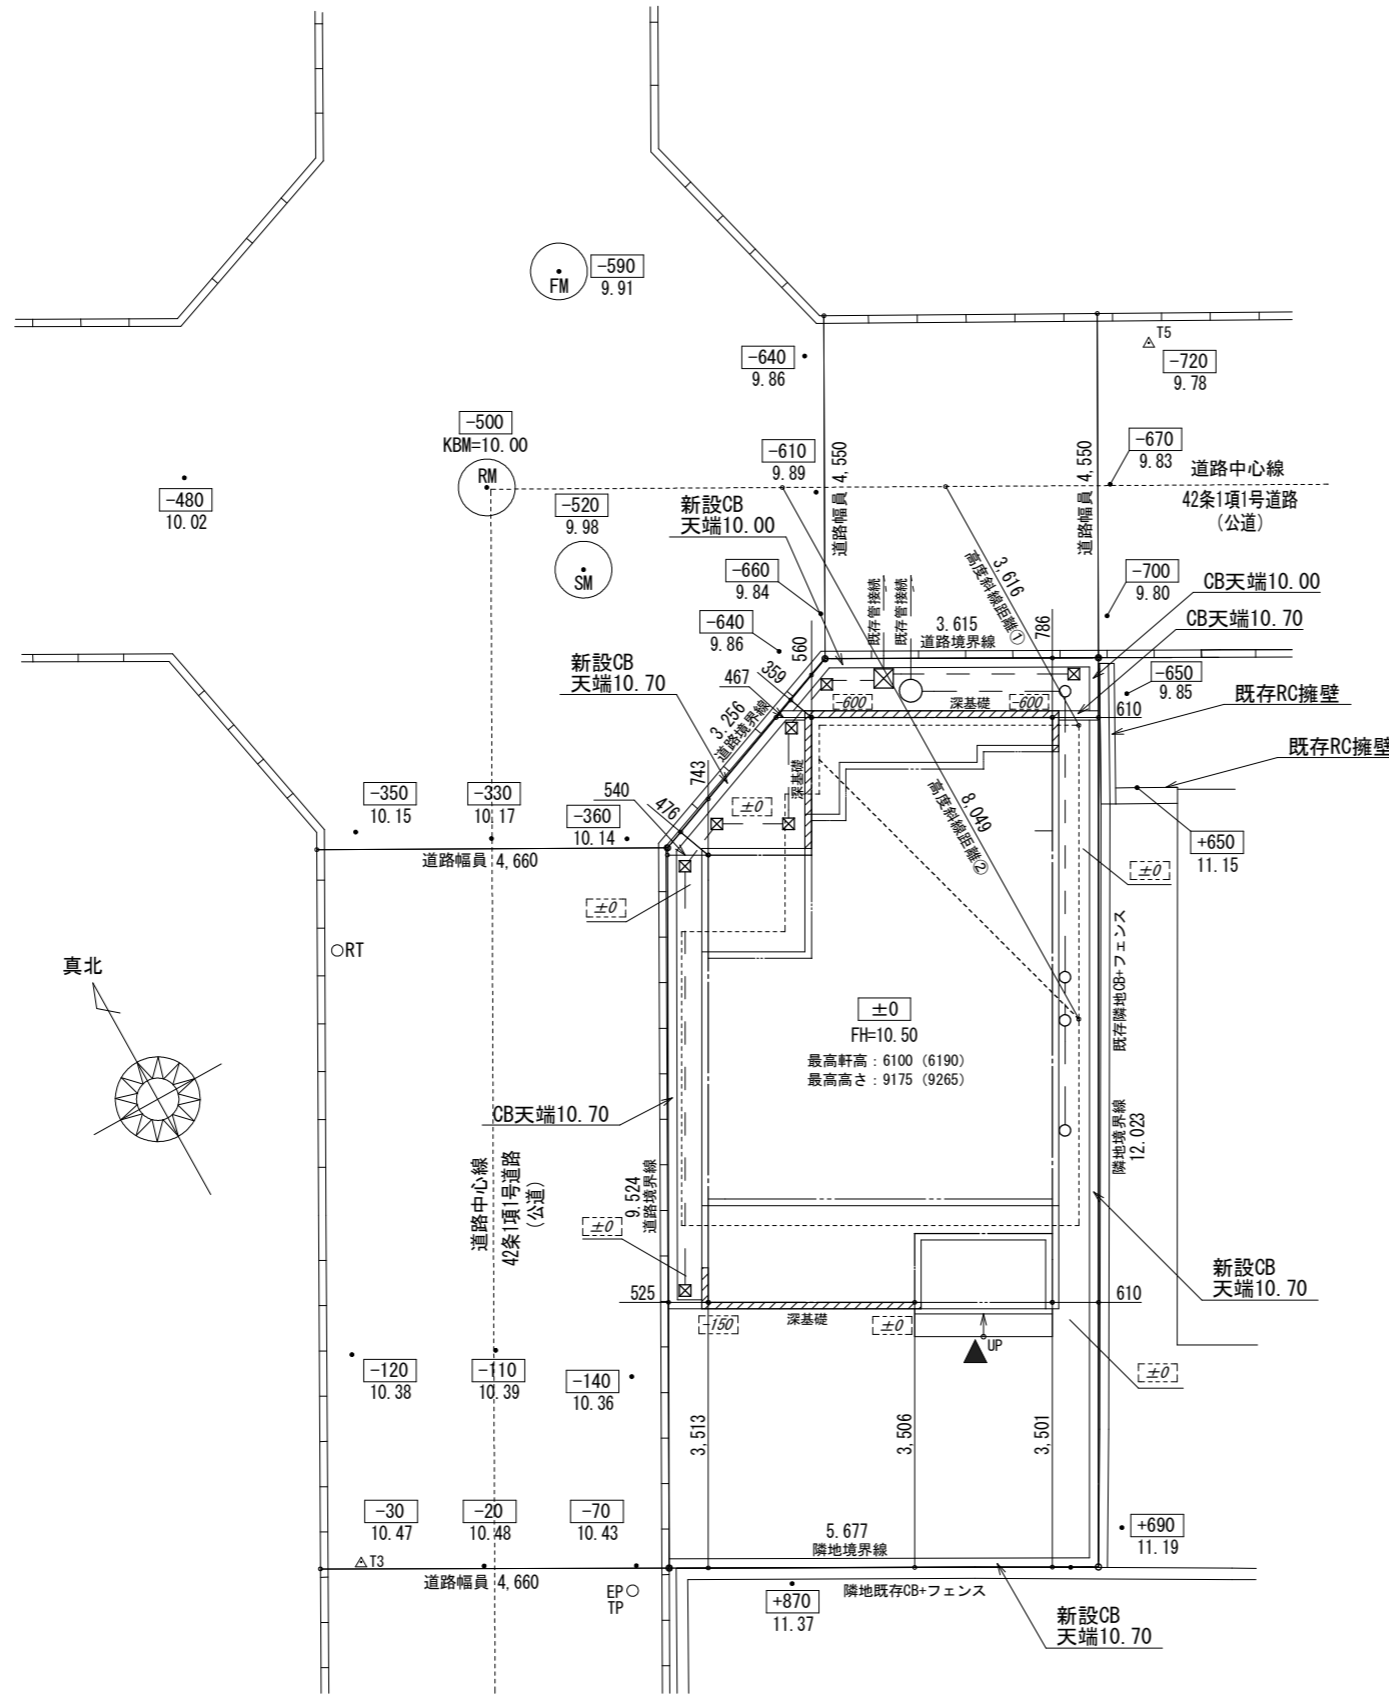 -590
9.91
FM
T5
-640
9.86
-720
9.78
-500
KBM=10.00
RM
-480
10.02
-520
9.98
SM
-610
9.89
道路幅員 4,550
道路幅員 4,550
-670
9.83
道路中心線
42条1項1号道路
(公道)
新設CB
天端10.00
-660
9.84
-640
9.86
-700
9.80
CB天端10.00
CB天端10.70
3,616
高度斜線距離①
既存管接続
既存管接続
3.615
道路境界線
786
560
359
467
新設CB
天端10.70
3.256
道路境界線
-600
深基礎
-600
-650
9.85
610
既存RC擁壁
既存RC擁壁
743
深基礎
±0
540
476
8,049
高度斜線距離②
-350
10.15
-330
10.17
-360
10.14
道路幅員 4,660
+650
11.15
±0
±0
RT
真北
±0
FH=10.50
最高軒高：6100（6190）
最高高さ：9175（9265）
既存隣地CB+フェンス
CB天端10.70
隣地境界線
12.023
道路中心線
42条1項1号道路
(公道)
9.524
道路境界線
±0
新設CB
天端10.70
525
610
-150
深基礎
±0
UP
±0
-120
10.38
-110
10.39
-140
10.36
3,513
3,506
3,501
-30
10.47
-20
10.48
-70
10.43
+690
11.19
5.677
隣地境界線
T3
道路幅員 4,660
EP
TP
+870
11.37
隣地既存CB+フェンス
新設CB
天端10.70